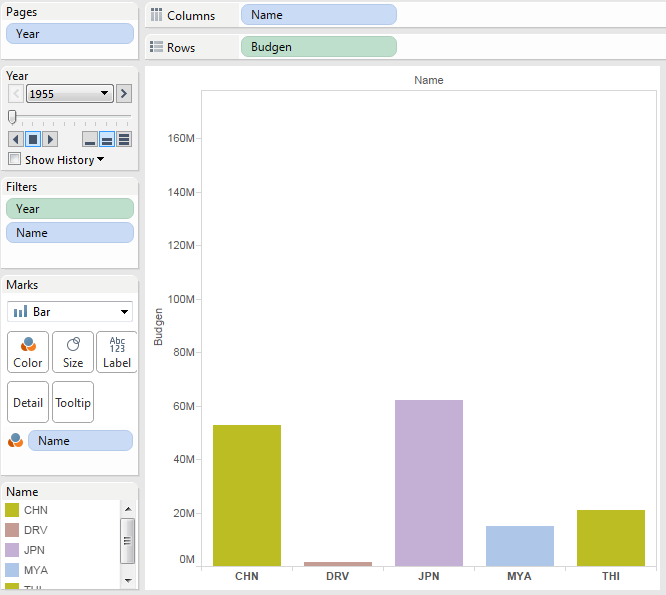 Pages
Year
Year
1955
Show History
Filters
Year
Name
Marks
Bar
Color Size Abc 123 Label
Detail Tooltip
Name
Name
CHN
DRV
JPN
MYA
THI
Columns Name
Rows Budgen
Name
Budgen
160M
140M
120M
100M
80M
60M
40M
20M
0M
CHN DRV JPN MYA THI